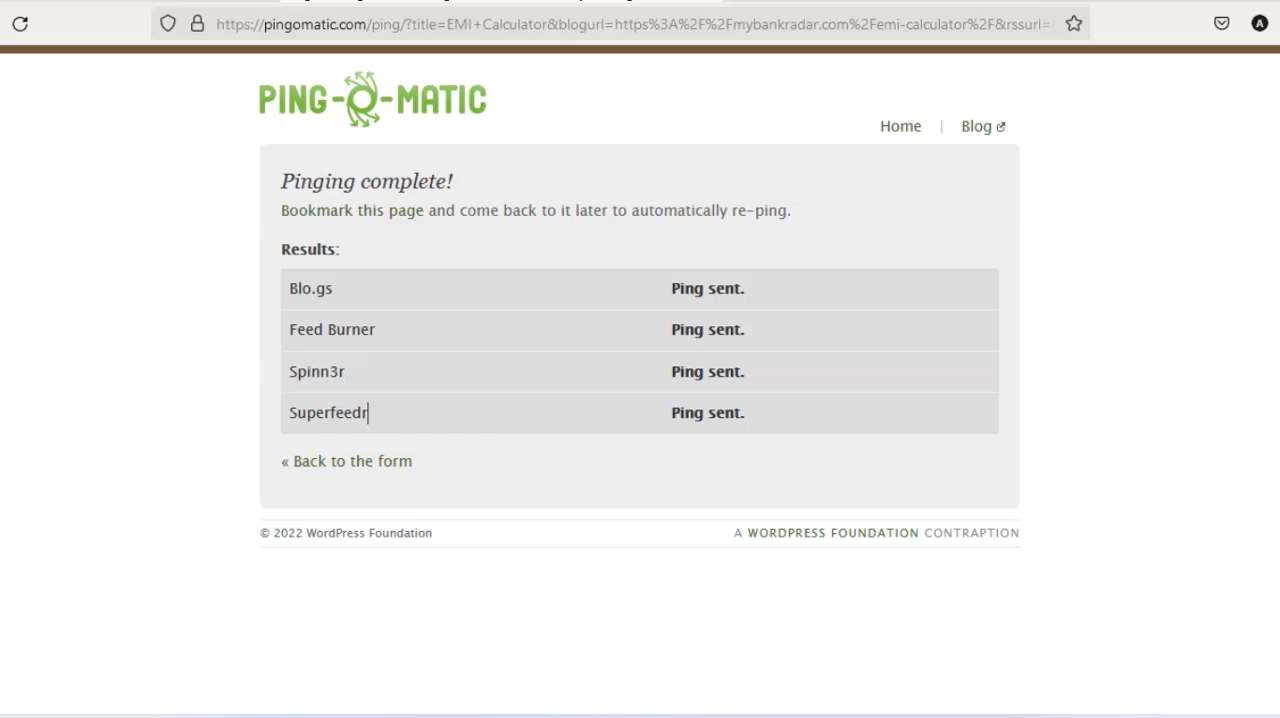 https://pingomatic.com/ping/?title=EMI+Calculator&blogurl=https%3A%2F%2Fmybankradar.com%2Femi-calculator%2F&rssurl=
A
PING-O-MATIC
Home | Blog
Pinging complete!
Bookmark this page and come back to it later to automatically re-ping.
Results:
Blo.gs Ping sent.
Feed Burner Ping sent.
Spinn3r Ping sent.
Superfeedr Ping sent.
« Back to the form
© 2022 WordPress Foundation A WORDPRESS FOUNDATION CONTRAPTION